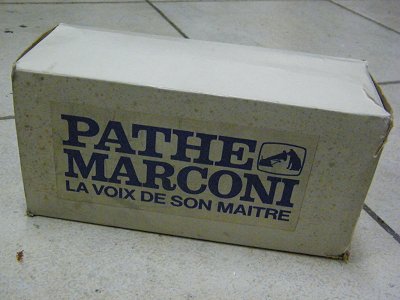 PATHE
MARCONI
LA VOIX DE SON MAITRE